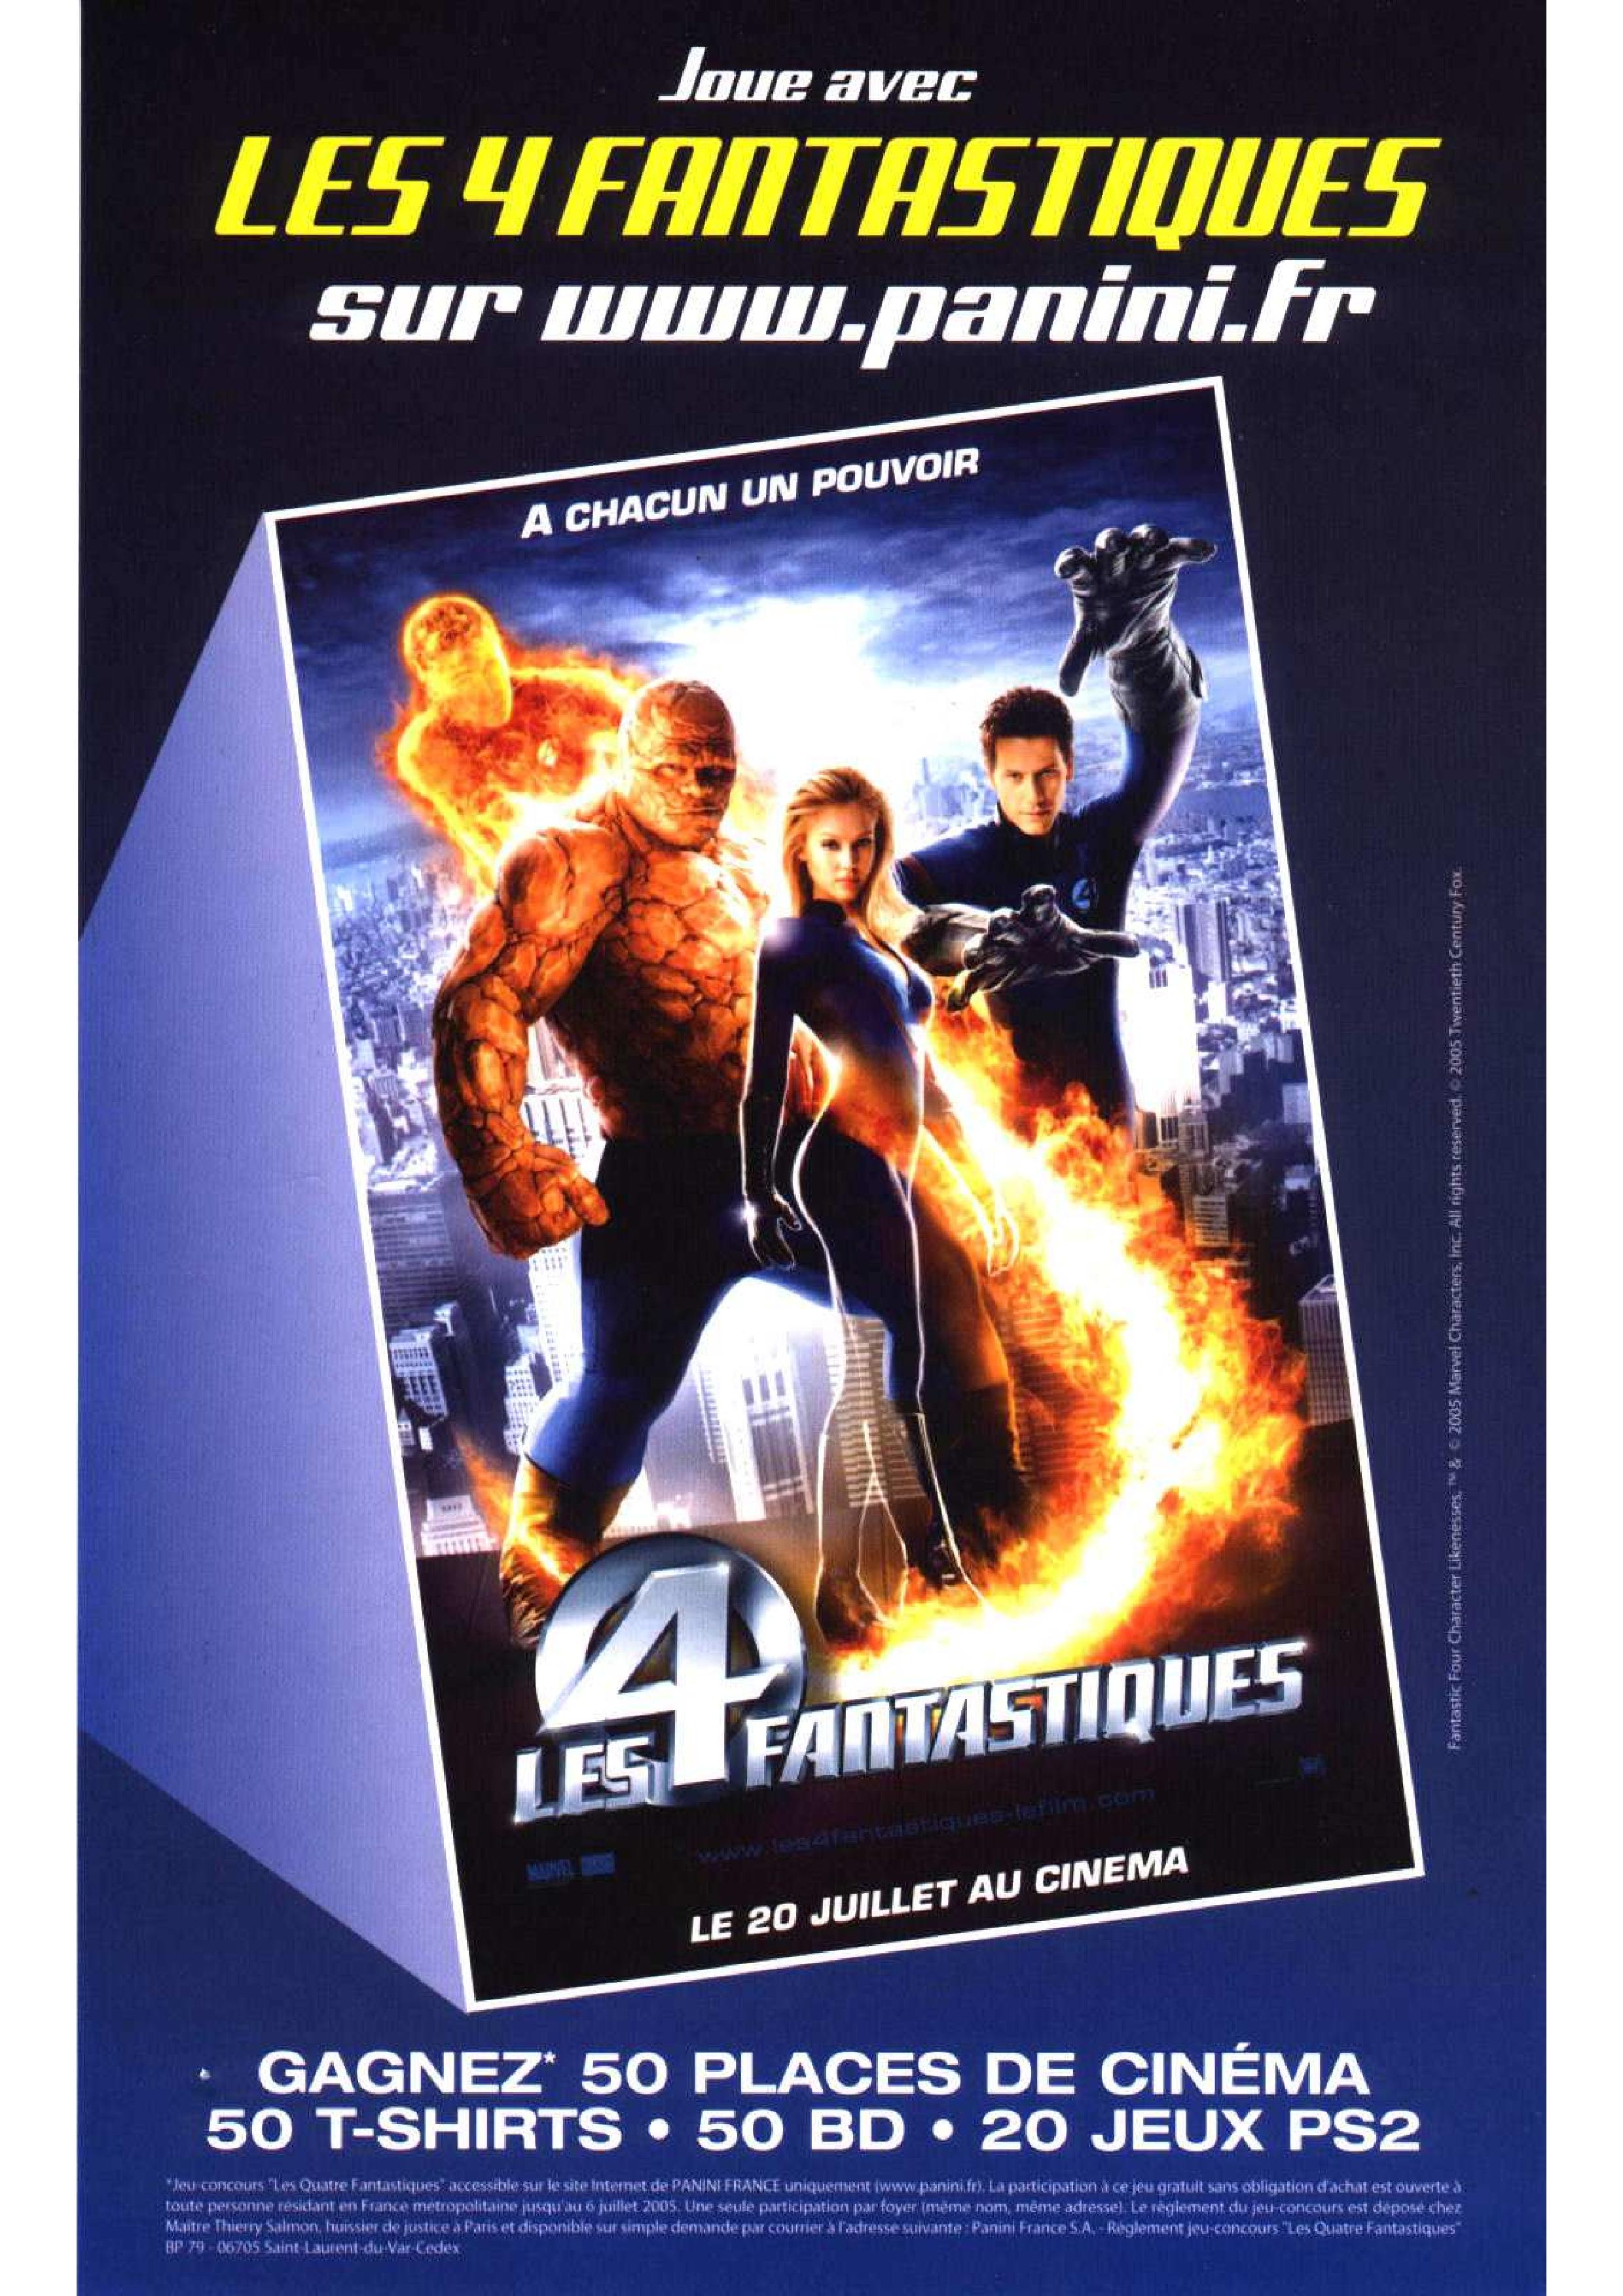 Joue avec
LES 4 FANTASTIQUES
sur www.panini.fr
A CHACUN UN POUVOIR
LES 4 FANTASTIQUES
www.les4fantastiques-lefilm.com
MARVEL
LE 20 JUILLET AU CINEMA
Fantastic Four Character Likenesses, ™ & © 2005 Marvel Characters, Inc. All rights reserved. © 2005 Twentieth Century Fox.
GAGNEZ* 50 PLACES DE CINÉMA
50 T-SHIRTS • 50 BD • 20 JEUX PS2
*Jeu-concours "Les Quatre Fantastiques" accessible sur le site Internet de PANINI FRANCE uniquement (www.panini.fr). La participation à ce jeu gratuit sans obligation d'achat est ouverte à
toute personne résidant en France métropolitaine jusqu'au 6 juillet 2005. Une seule participation par foyer (même nom, même adresse). Le règlement du jeu-concours est déposé chez
Maître Thierry Salmon, huissier de justice à Paris et disponible sur simple demande par courrier à l'adresse suivante : Panini France S.A. - Règlement jeu-concours "Les Quatre Fantastiques"
BP 79 - 06705 Saint-Laurent-du-Var Cedex